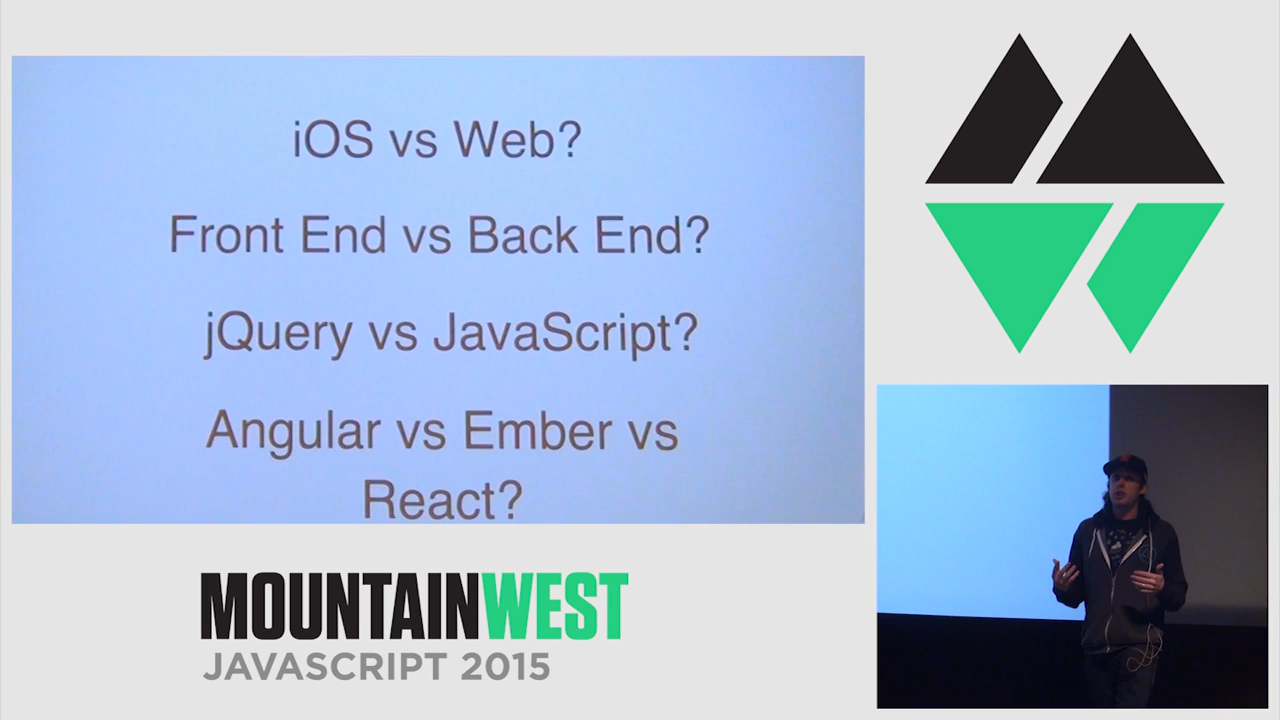 iOS vs Web?
Front End vs Back End?
jQuery vs JavaScript?
Angular vs Ember vs
React?
MOUNTAINWEST
JAVASCRIPT 2015